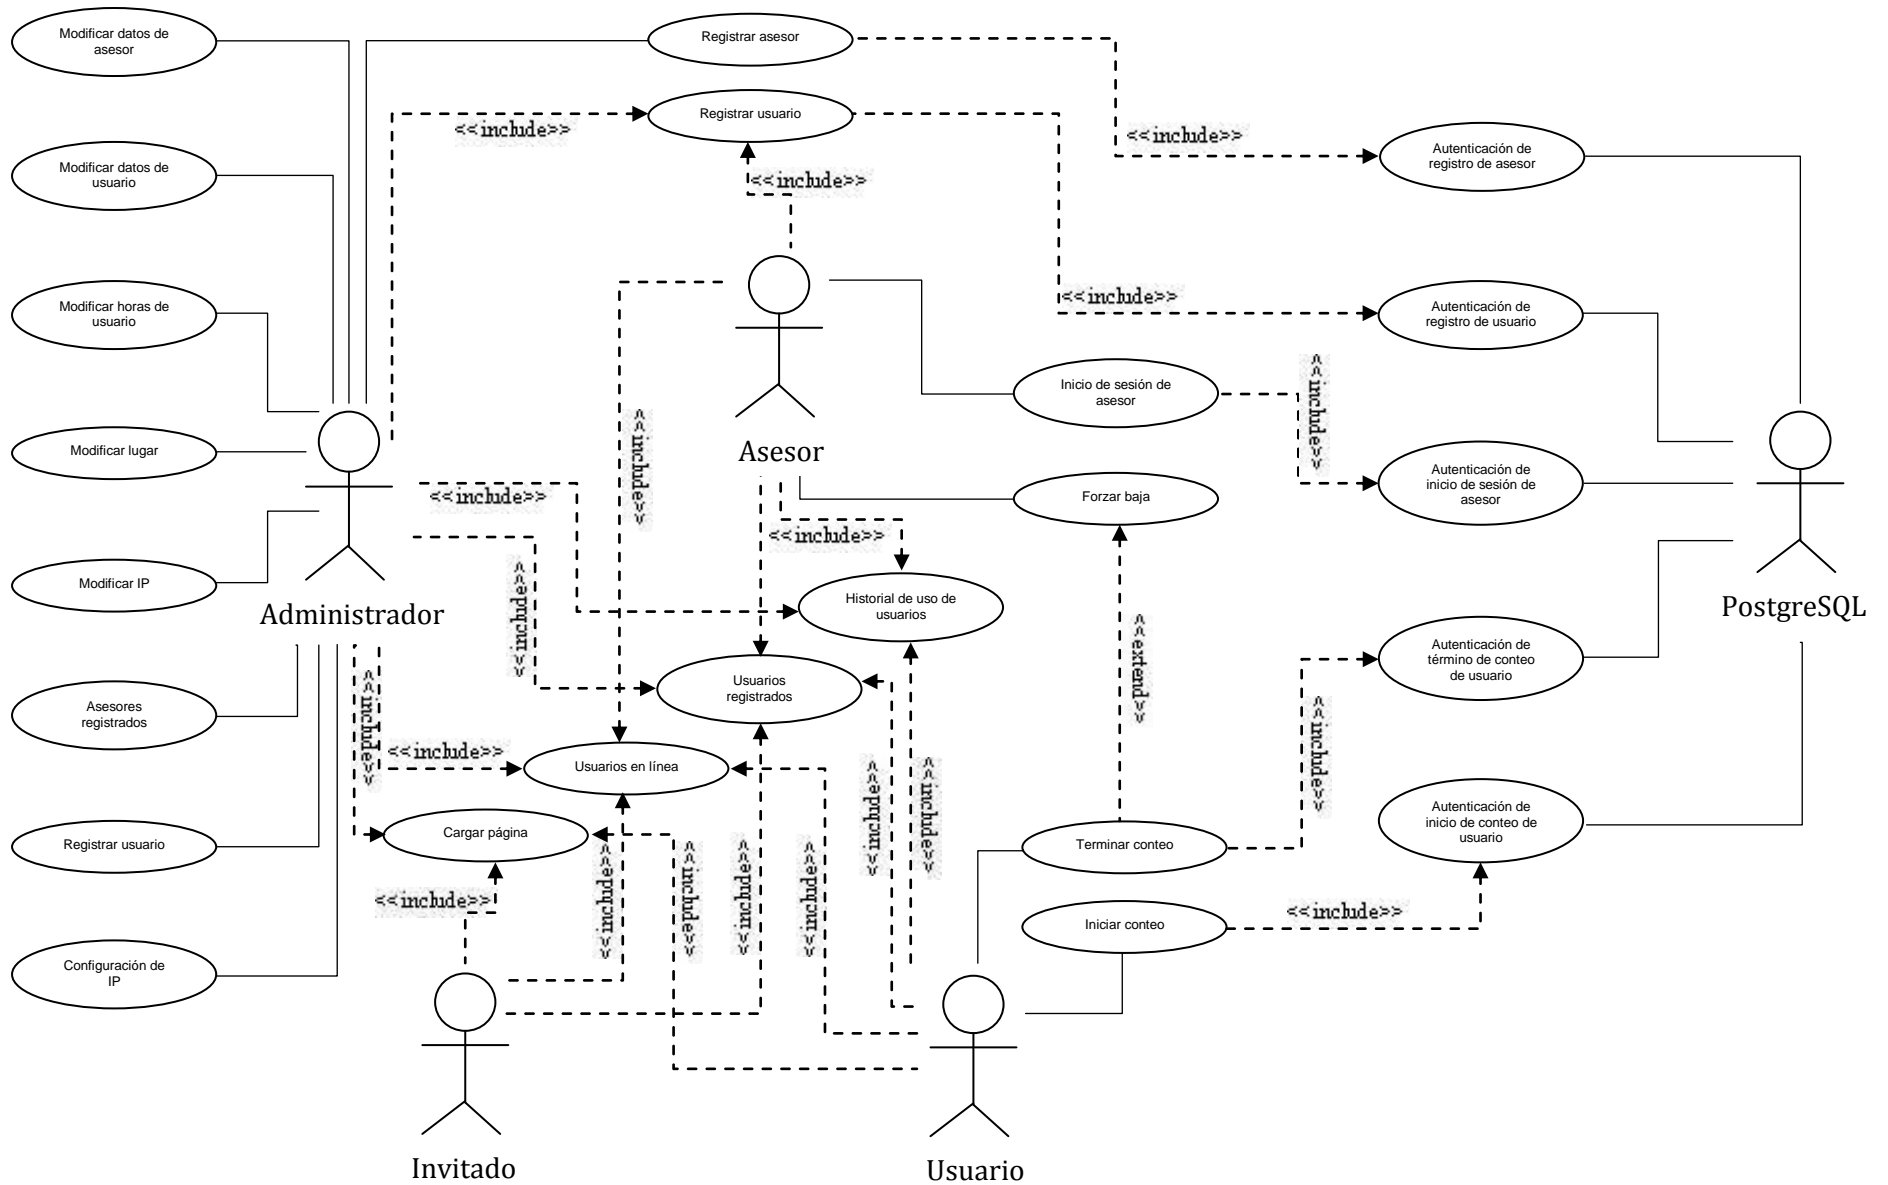 Modificar datos de
asesor
Registrar asesor
Registrar usuario
<<include>>
<<include>>
<<include>>
Modificar datos de
usuario
Autenticación de
registro de asesor
Modificar horas de
usuario
<<include>>
Autenticación de
registro de usuario
Inicio de sesión de
asesor
<<include>>
<<include>>
Asesor
Modificar lugar
Autenticación
inicio de sesión de
asesor
<<include>>
Forzar baja
<<include>>
Modificar IP
<<include>>
Historial de uso de
usuarios
Administrador
PostgreSQL
<<extend>>
Autenticación de
término de conteo
de usuario
Usuarios
registrados
Asesores
registrados
<<include>>
<<include>>
<<include>>
Usuarios en línea
<<include>>
<<include>>
Autenticación de
inicio de conteo de
usuario
Cargar página
Terminar conteo
Registrar usuario
<<include>>
<<include>>
<<include>>
<<include>>
<<include>>
Iniciar conteo
<<include>>
Configuración de
IP
Invitado
Usuario